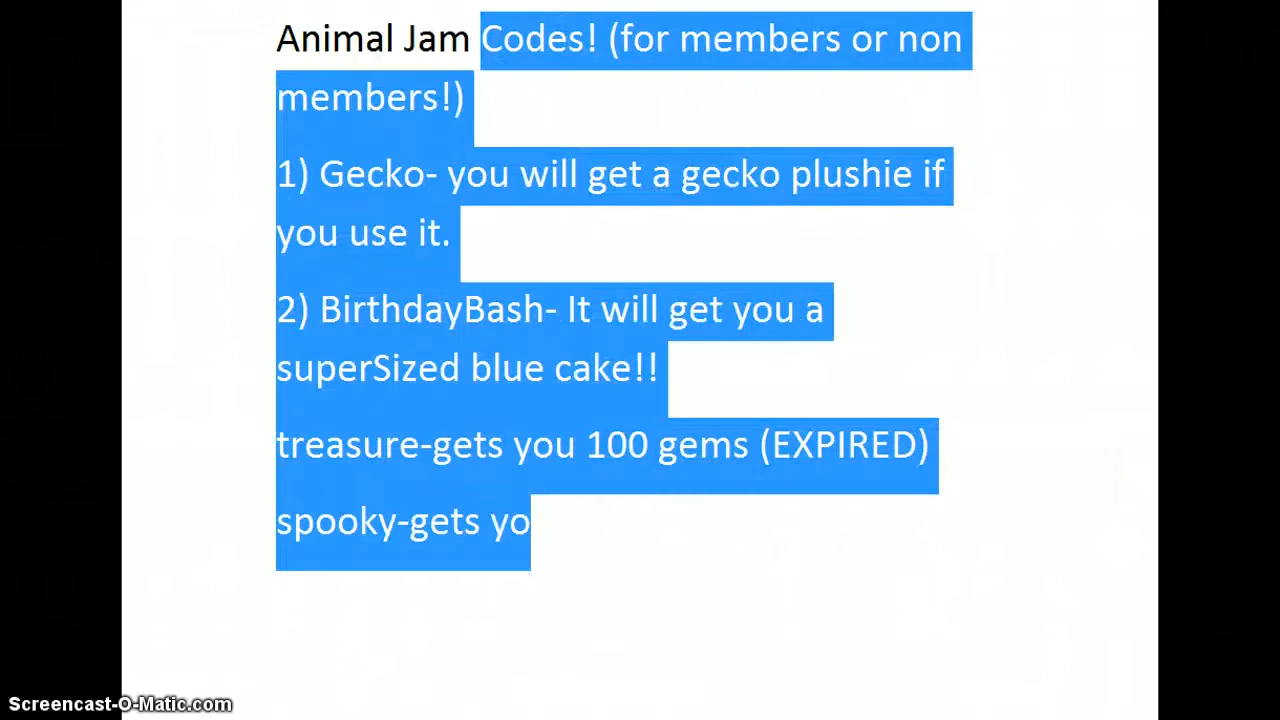 Animal Jam Codes! (for members or non
members!)
1) Gecko- you will get a gecko plushie if
you use it.
2) BirthdayBash- It will get you a
superSized blue cake!!
treasure-gets you 100 gems (EXPIRED)
spooky-gets yo
Screencast-O-Matic.com